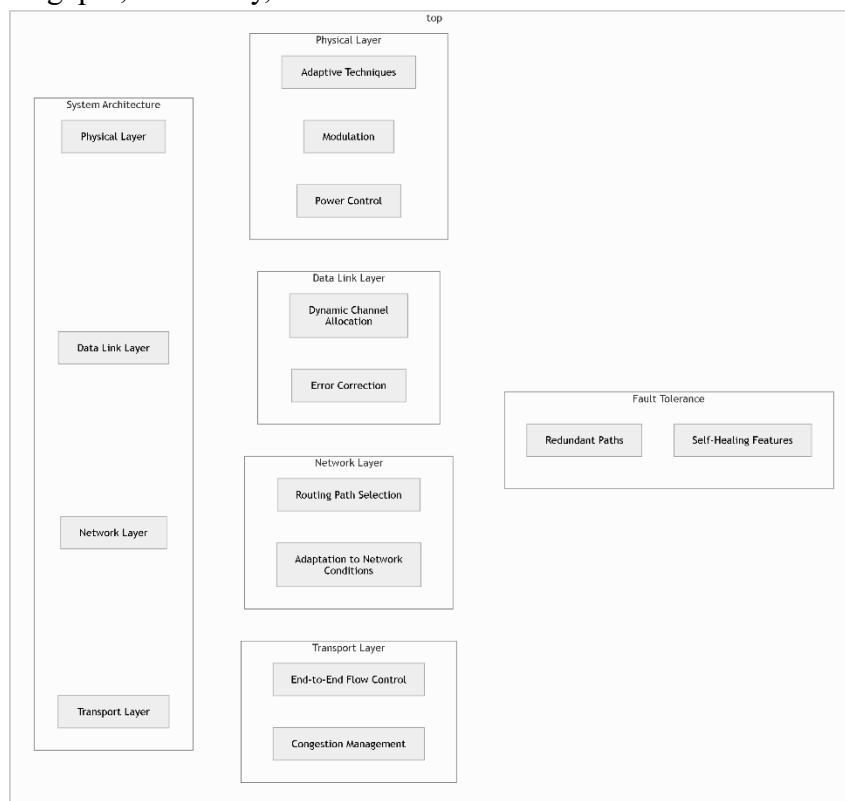 top
System Architecture
Physical Layer
Data Link Layer
Network Layer
Transport Layer
Physical Layer
Adaptive Techniques
Modulation
Power Control
Data Link Layer
Dynamic Channel
Allocation
Error Correction
Network Layer
Routing Path Selection
Adaptation to Network
Conditions
Transport Layer
End-to-End Flow Control
Congestion Management
Fault Tolerance
Redundant Paths
Self-Healing Features